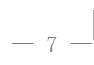 — 7 —